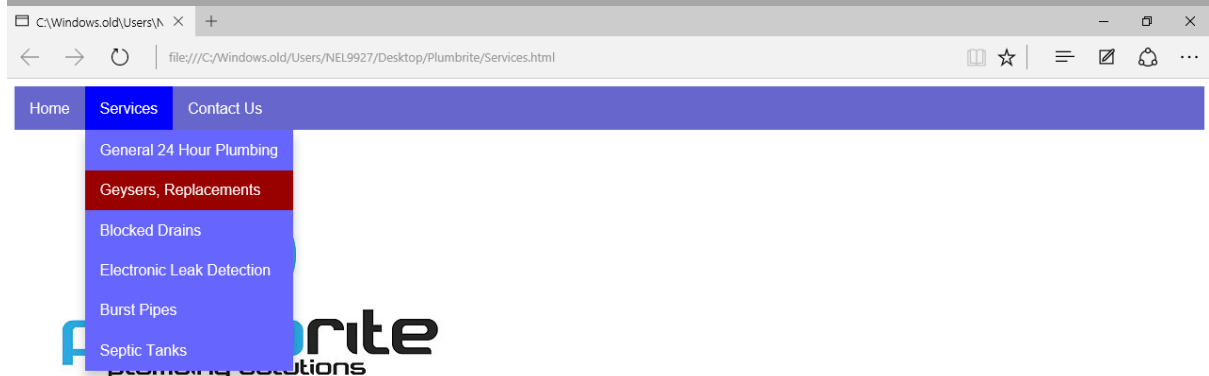 C:\Windows.old\Users\N
file:///C:/Windows.old/Users/NEL9927/Desktop/Plumbrite/Services.html
Home Services Contact Us
General 24 Hour Plumbing
Geysers, Replacements
Blocked Drains
Electronic Leak Detection
Burst Pipes
Septic Tanks